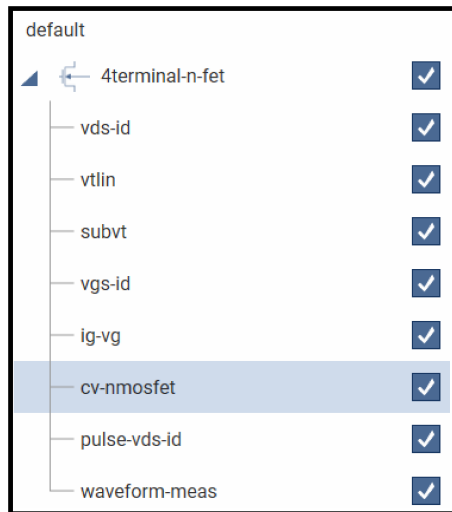 default
4terminal-n-fet
vds-id
vtlin
subvt
vgs-id
ig-vg
cv-nmosfet
pulse-vds-id
waveform-meas